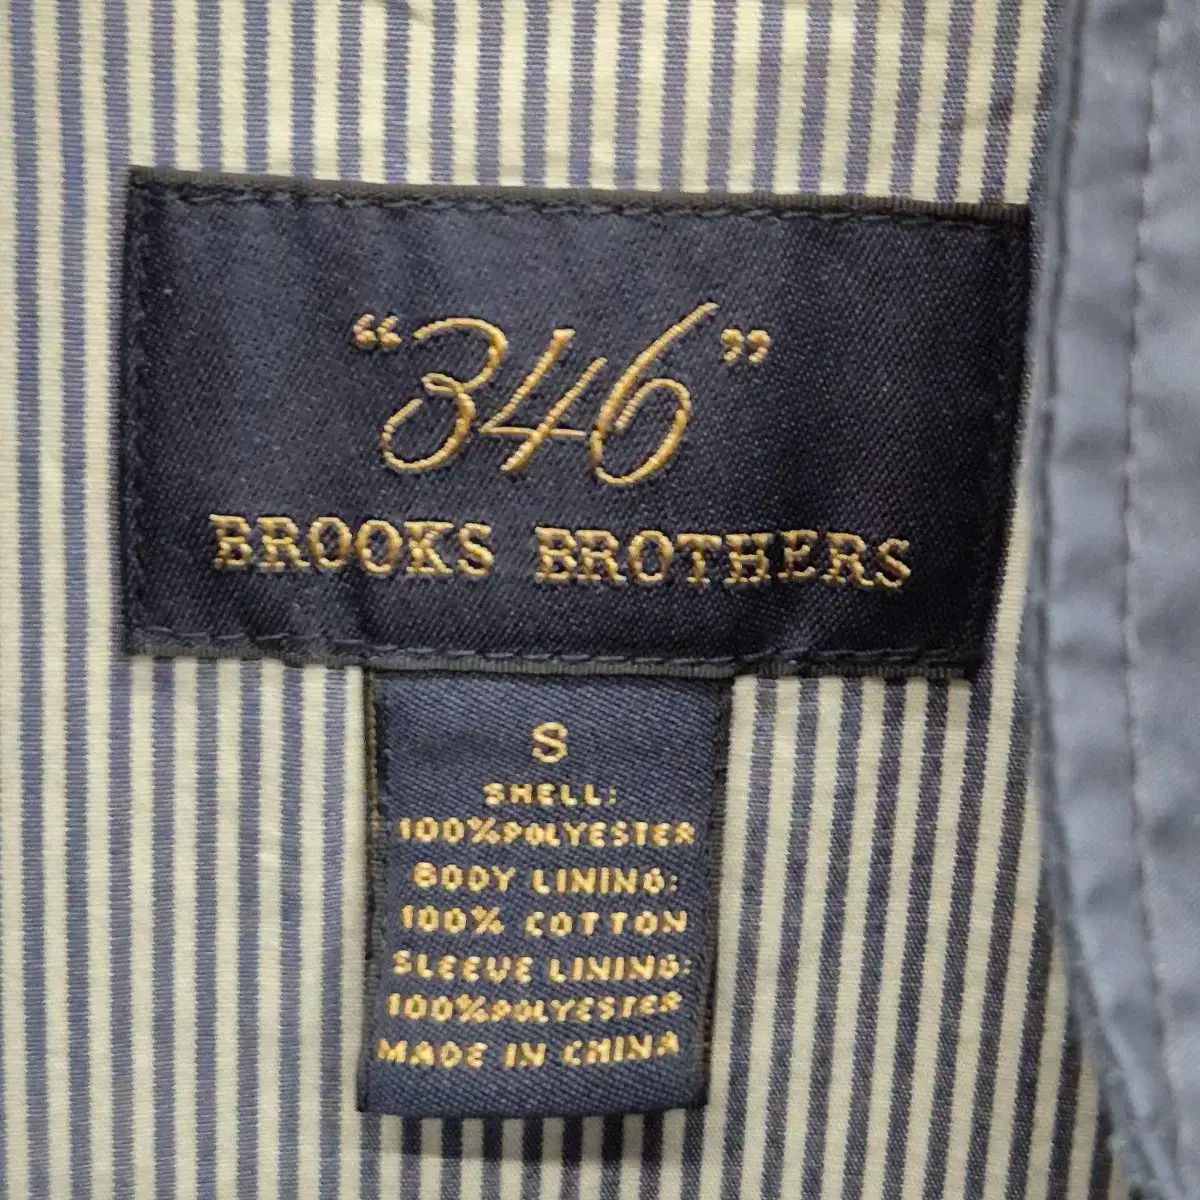 “346”
BROOKS BROTHERS
S
SHELL:
100%POLYESTER
BODY LINING:
100% COTTON
SLEEVE LINING:
100%POLYESTER
MADE IN CHINA